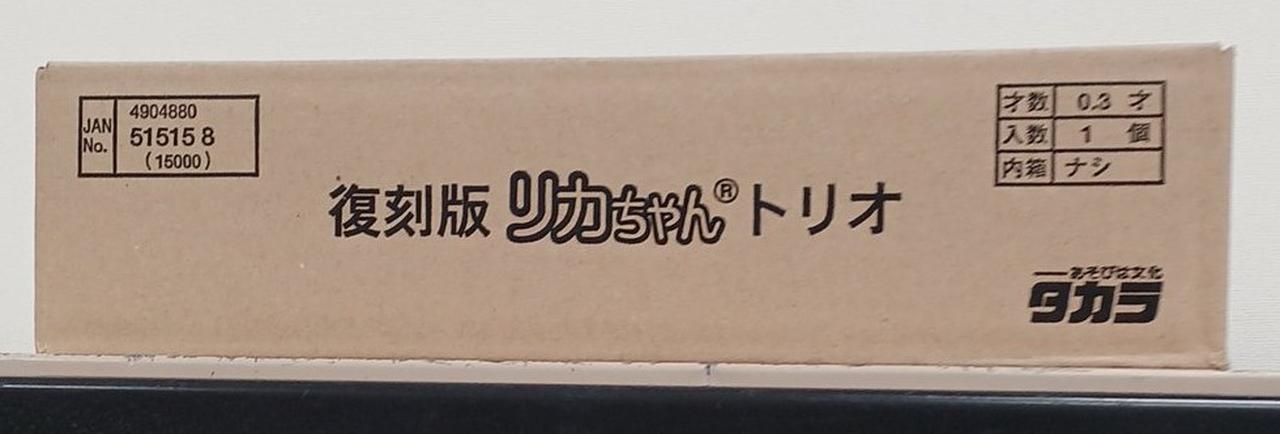 JAN No.
4904880
51515 8
(15000)
才数 0.3 才
入数 1 個
内箱 ナシ
復刻版 リカちゃん®トリオ
あそびは文化
タカラ